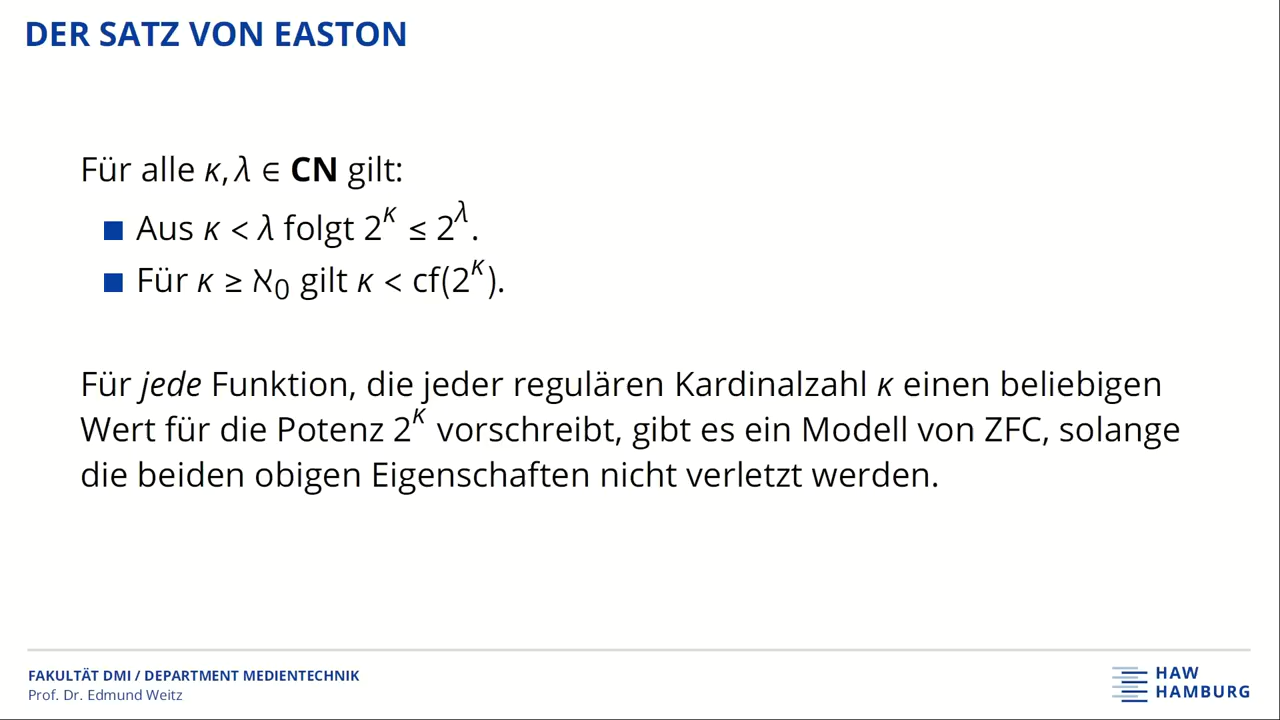 DER SATZ VON EASTON
Für alle κ, λ ∈ CN gilt:
■ Aus κ < λ folgt 2^κ ≤ 2^λ.
■ Für κ ≥ ℵ₀ gilt κ < cf(2^κ).
Für jede Funktion, die jeder regulären Kardinalzahl κ einen beliebigen
Wert für die Potenz 2^κ vorschreibt, gibt es ein Modell von ZFC, solange
die beiden obigen Eigenschaften nicht verletzt werden.
FAKULTÄT DMI / DEPARTMENT MEDIENTECHNIK
Prof. Dr. Edmund Weitz
HAW
HAMBURG